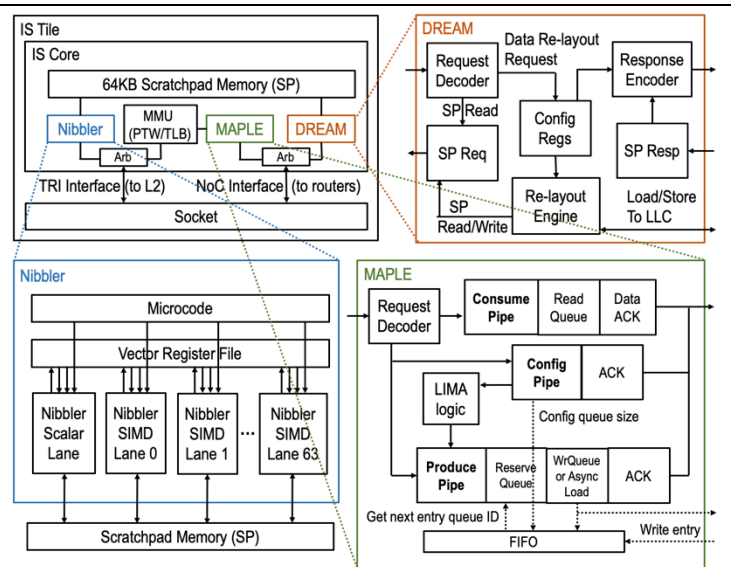 IS Tile
IS Core
64KB Scratchpad Memory (SP)
Nibbler
MMU
(PTW/TLB)
MAPLE
DREAM
Arb
Arb
TRI Interface (to L2)
NoC Interface (to routers)
Socket
DREAM
Request
Decoder
Data Re-layout
Request
Response
Encoder
SP Read
Config
Regs
SP Req
SP Resp
SP
Read/Write
Re-layout
Engine
Load/Store
To LLC
Nibbler
Microcode
Vector Register File
Nibbler
Scalar
Lane
Nibbler
SIMD
Lane 0
Nibbler
SIMD
Lane 1
...
Nibbler
SIMD
Lane 63
Scratchpad Memory (SP)
MAPLE
Request
Decoder
Consume
Pipe
Read
Queue
Data
ACK
Config
Pipe
ACK
LIMA
logic
Config queue size
Produce
Pipe
Reserve
Queue
WrQueue
or Async
Load
ACK
Get next entry queue ID
Write entry
FIFO